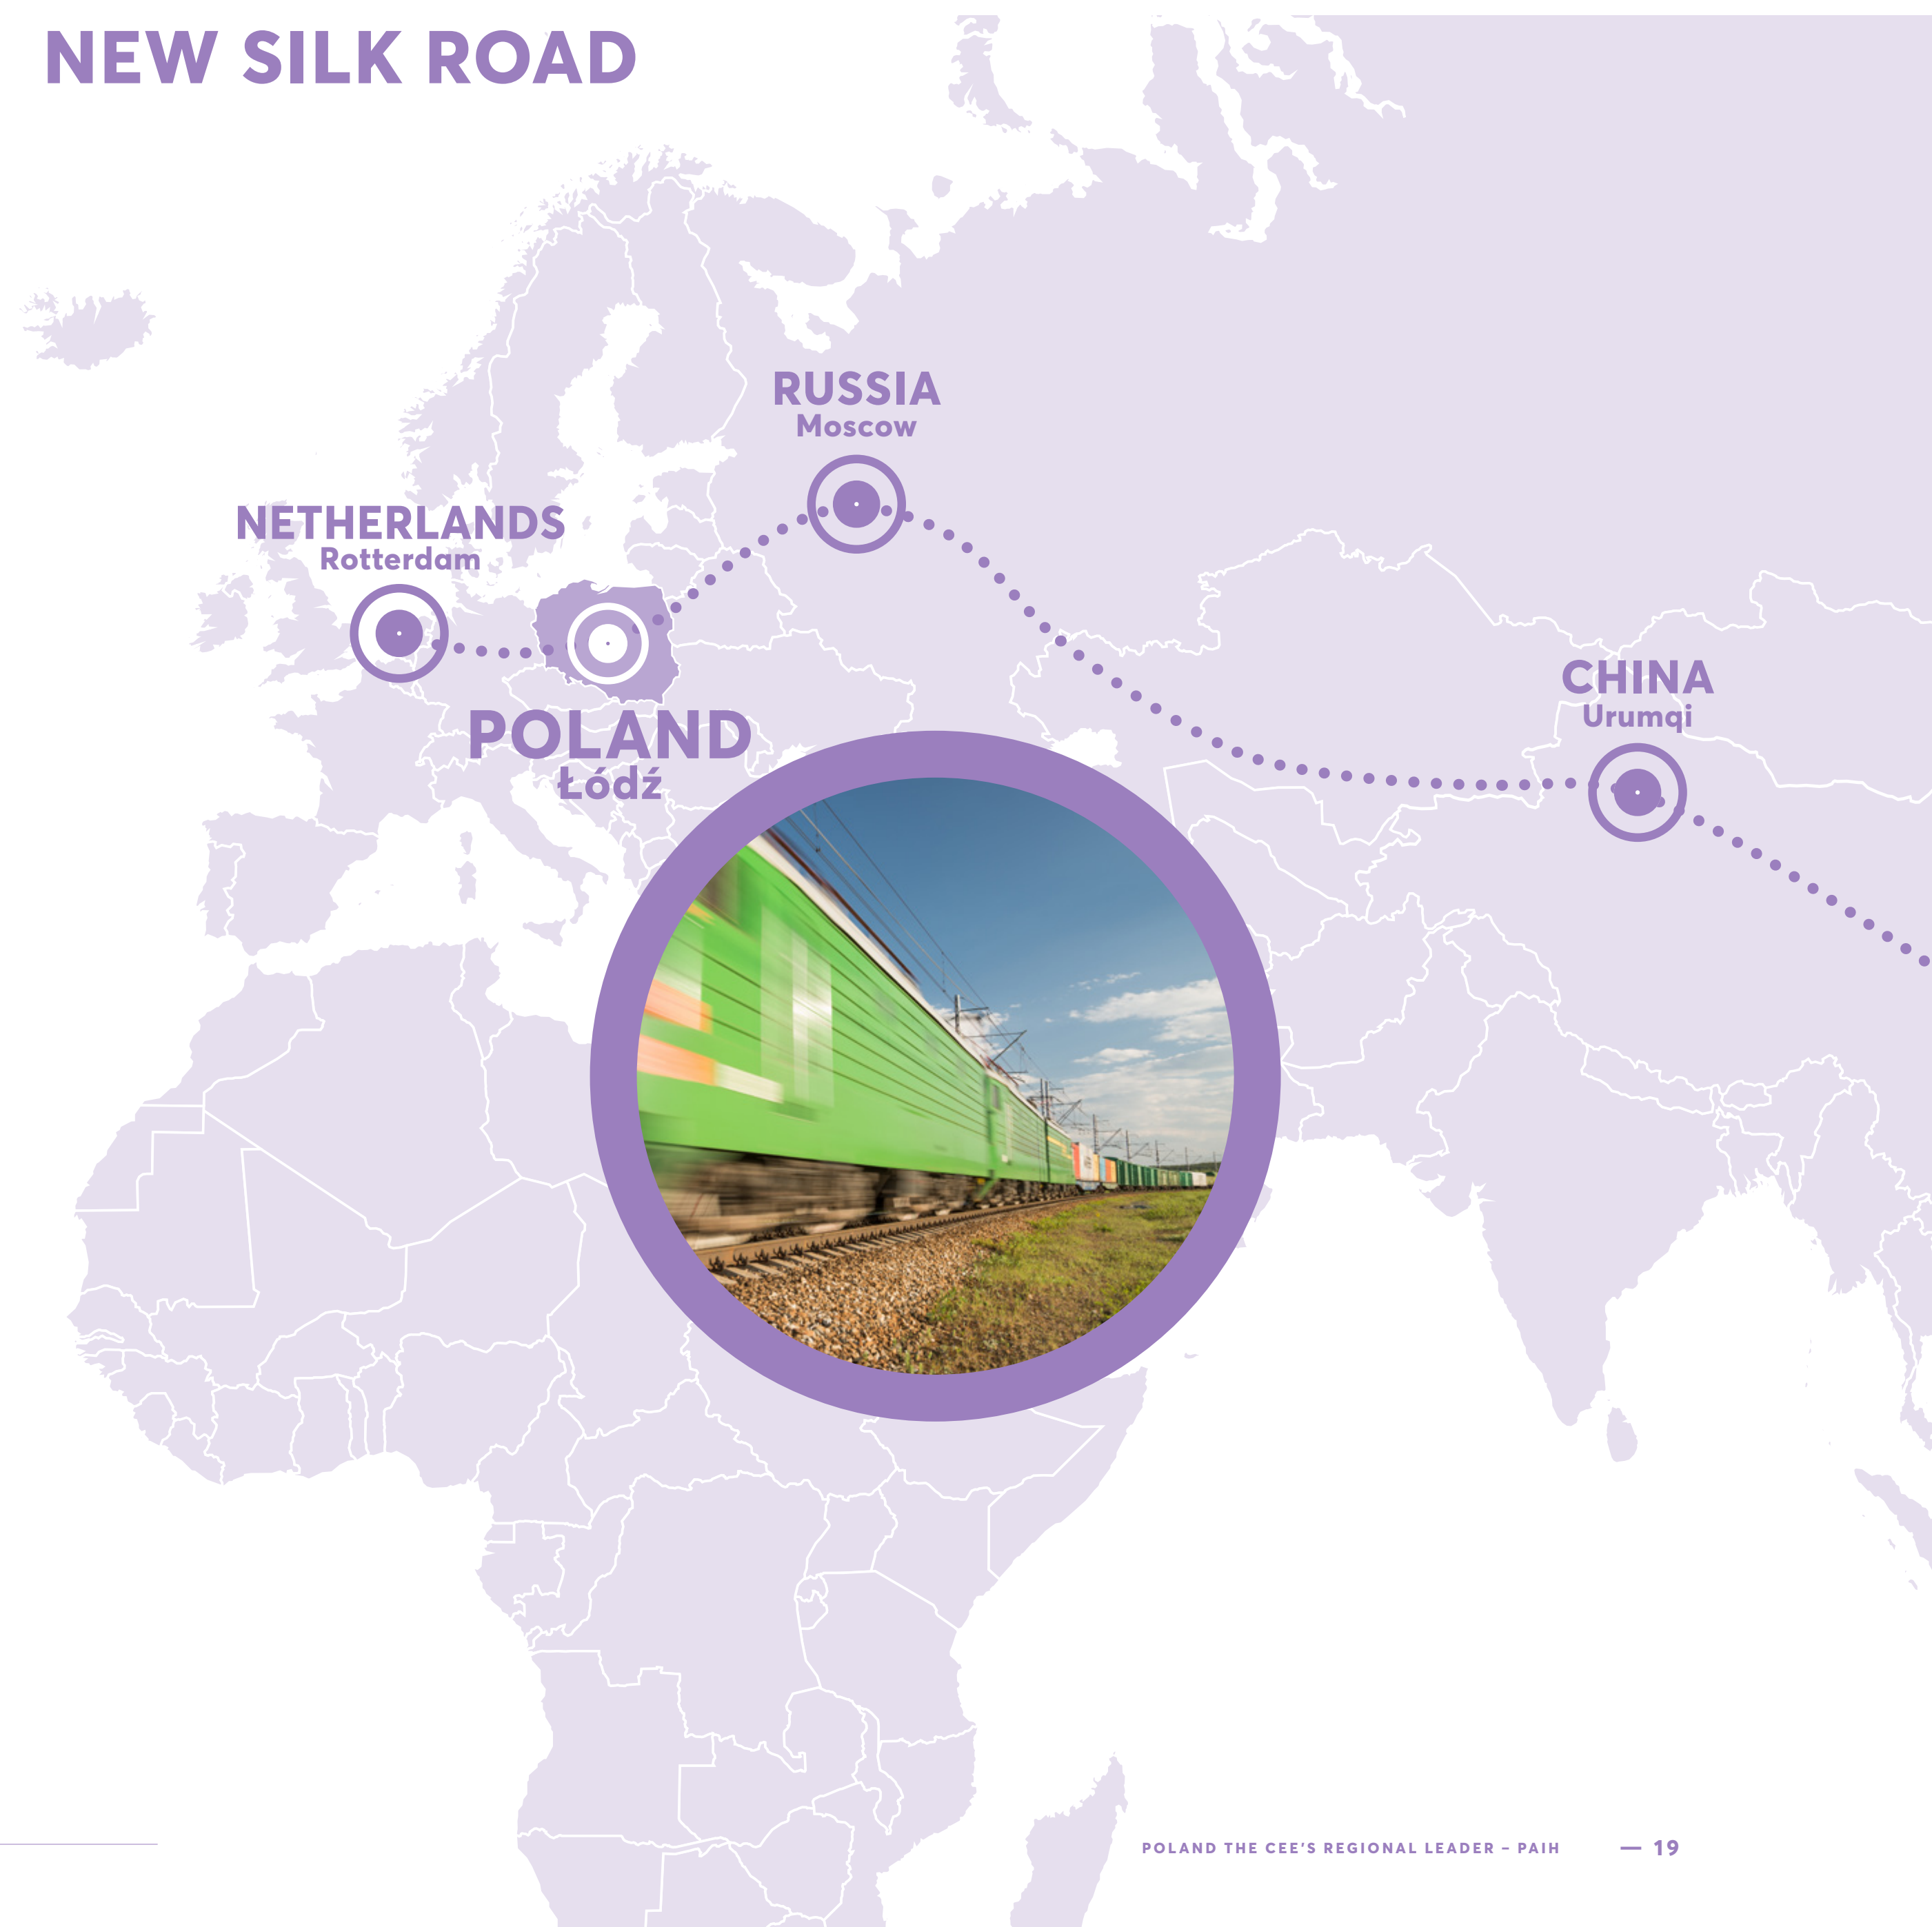 NEW SILK ROAD
RUSSIA
Moscow
NETHERLANDS
Rotterdam
CHINA
Urumqi
POLAND
Łódź
POLAND THE CEE'S REGIONAL LEADER – PAIH — 19